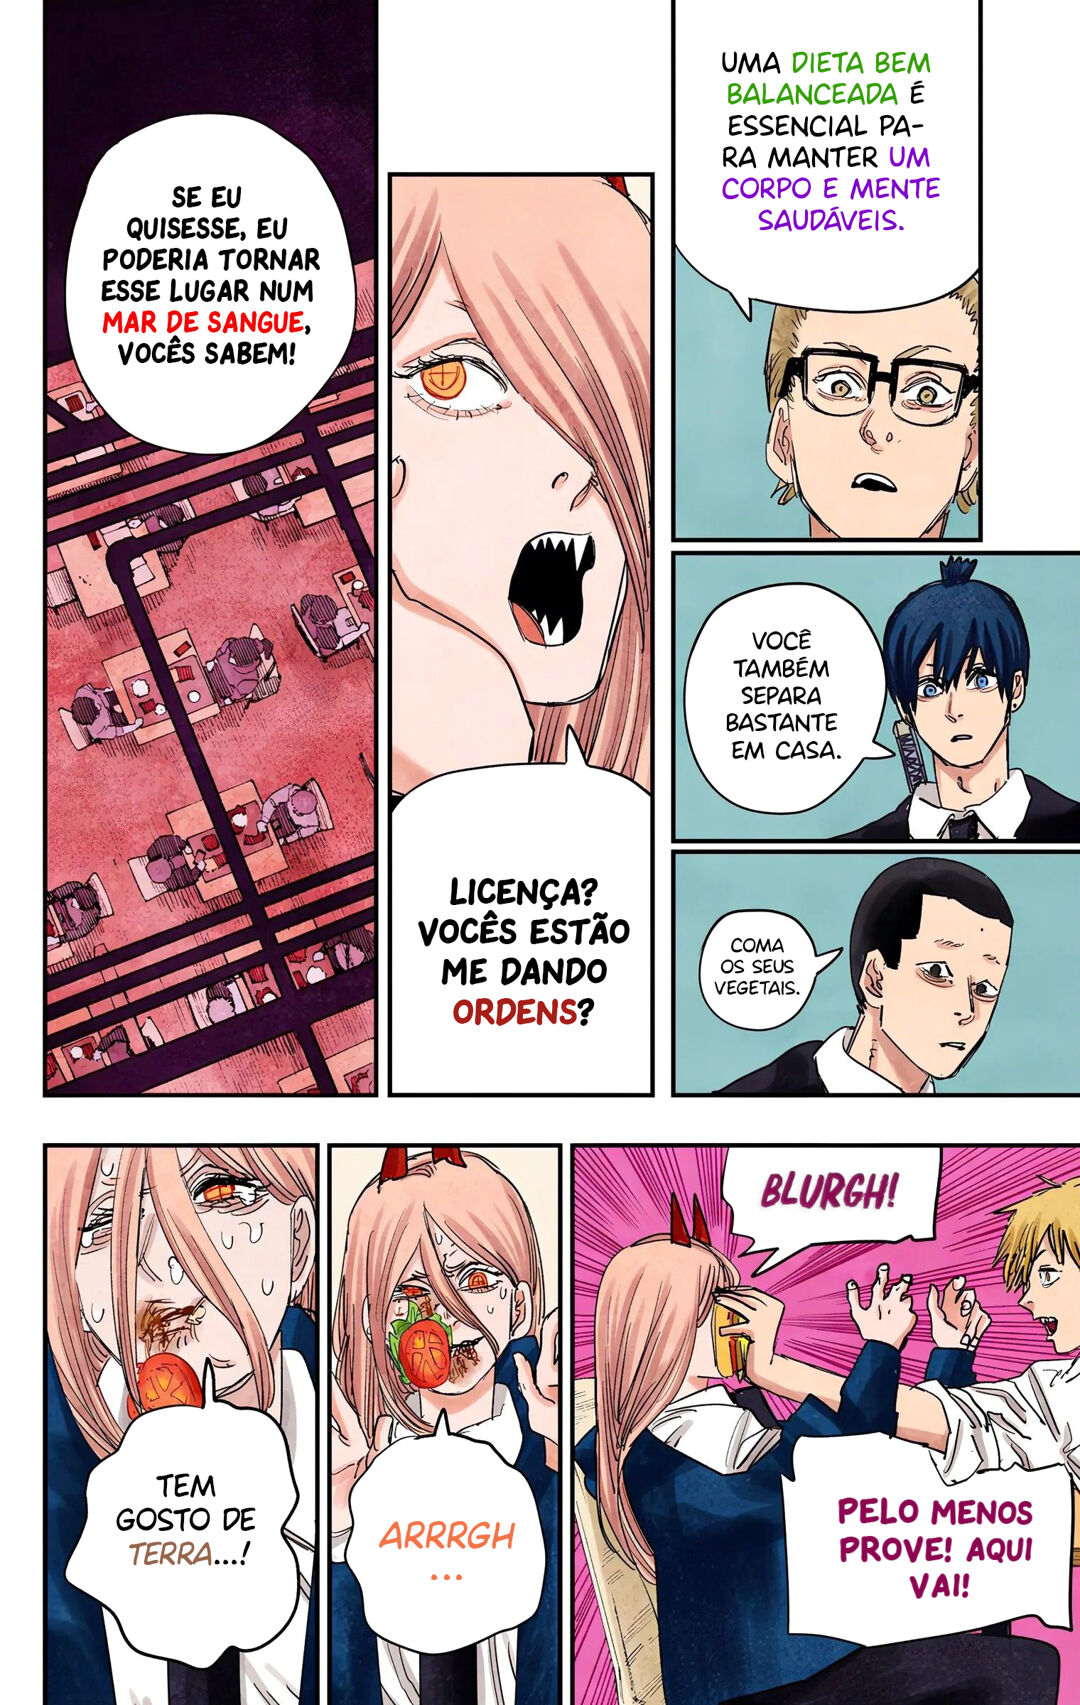 UMA DIETA BEM
BALANCEADA É
ESSENCIAL PA-
RA MANTER UM
CORPO E MENTE
SAUDÁVEIS.
VOCÊ
TAMBÉM
SEPARA
BASTANTE
EM CASA.
COMA
OS SEUS
VEGETAIS.
LICENÇA?
VOCÊS ESTÃO
ME DANDO
ORDENS?
SE EU
QUISESSE, EU
PODERIA TORNAR
ESSE LUGAR NUM
MAR DE SANGUE,
VOCÊS SABEM!
BLURGH!
PELO MENOS
PROVE! AQUI
VAI!
ARRRGH
...
TEM
GOSTO DE
TERRA...!